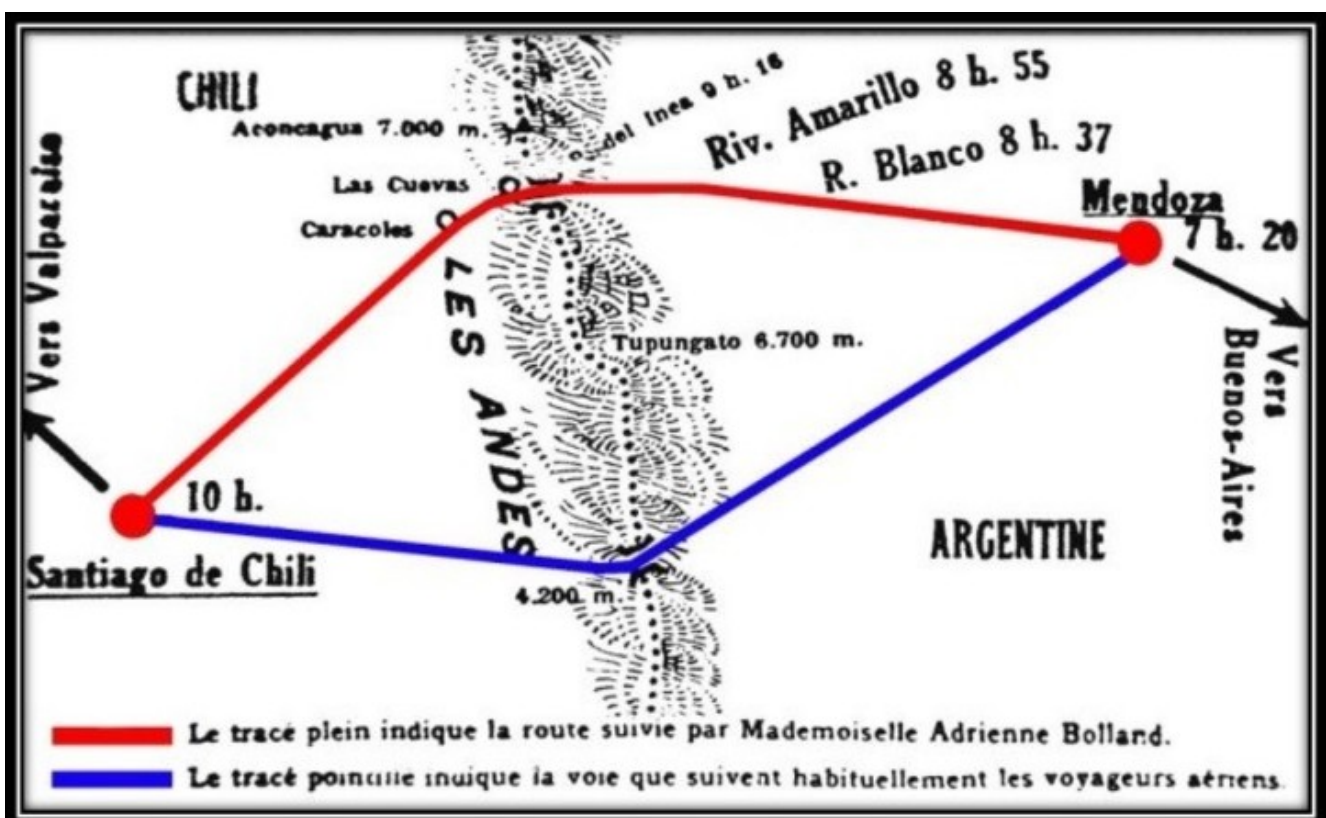 CHILI
Aconcagua 7.000 m.
del Inca 9 h. 16
Riv. Amarillo 8 h. 55
R. Blanco 8 h. 37
Las Cuevas
Caracoles
Mendoza
7 h. 20
Vers Valpacaiso
LES ANDES
Tupungato 6.700 m.
Vers
Buenos-Aires
10 h.
Santiago de Chili
ARGENTINE
4.200 m.
Le tracé plein indique la route suivie par Mademoiselle Adrienne Bolland.
Le tracé pointillé indique la voie que suivent habituellement les voyageurs aériens.